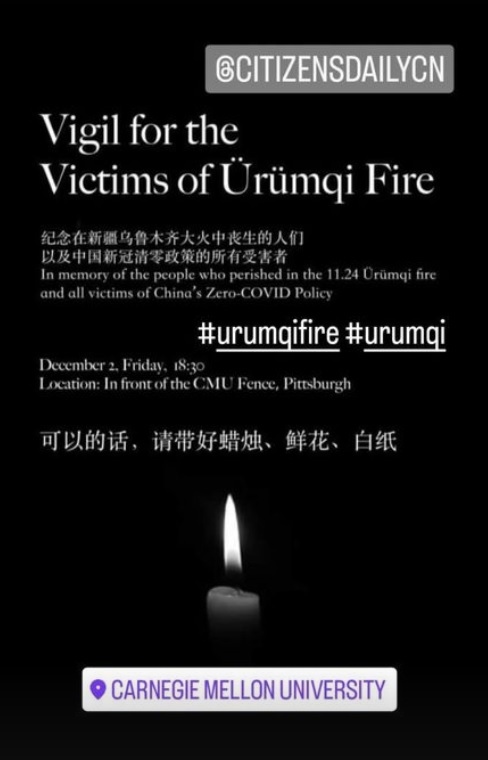 @CITIZENSDAILYCN
Vigil for the
Victims of Ürümqi Fire
纪念在新疆乌鲁木齐大火中丧生的人们
以及中国新冠清零政策的所有受害者
In memory of the people who perished in the 11.24 Ürümqi fire
and all victims of China's Zero-COVID Policy
#urumqifire #urumqi
December 2, Friday, 18:30
Location: In front of the CMU Fence, Pittsburgh
可以的话，请带好蜡烛、鲜花、白纸
CARNEGIE MELLON UNIVERSITY